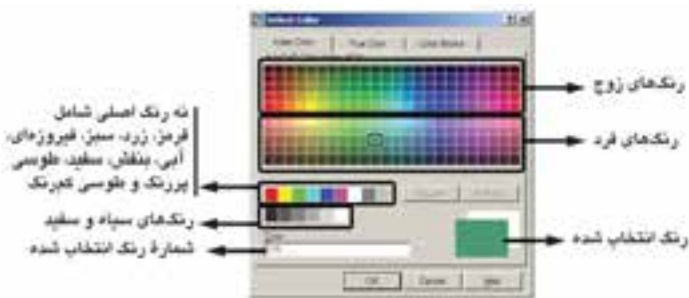 Select Color
Index Color
True Color
رنگ‌های زوج
رنگ‌های فرد
نه رنگ اصلی شامل
قرمز، زرد، سبز، فیروزه‌ای،
آبی، بنفش، سفید، طوسی
پررنگ و طوسی کم‌رنگ
رنگ‌های سیاه و سفید
شمارهٔ رنگ انتخاب شده
رنگ انتخاب شده
OK
Cancel
Help